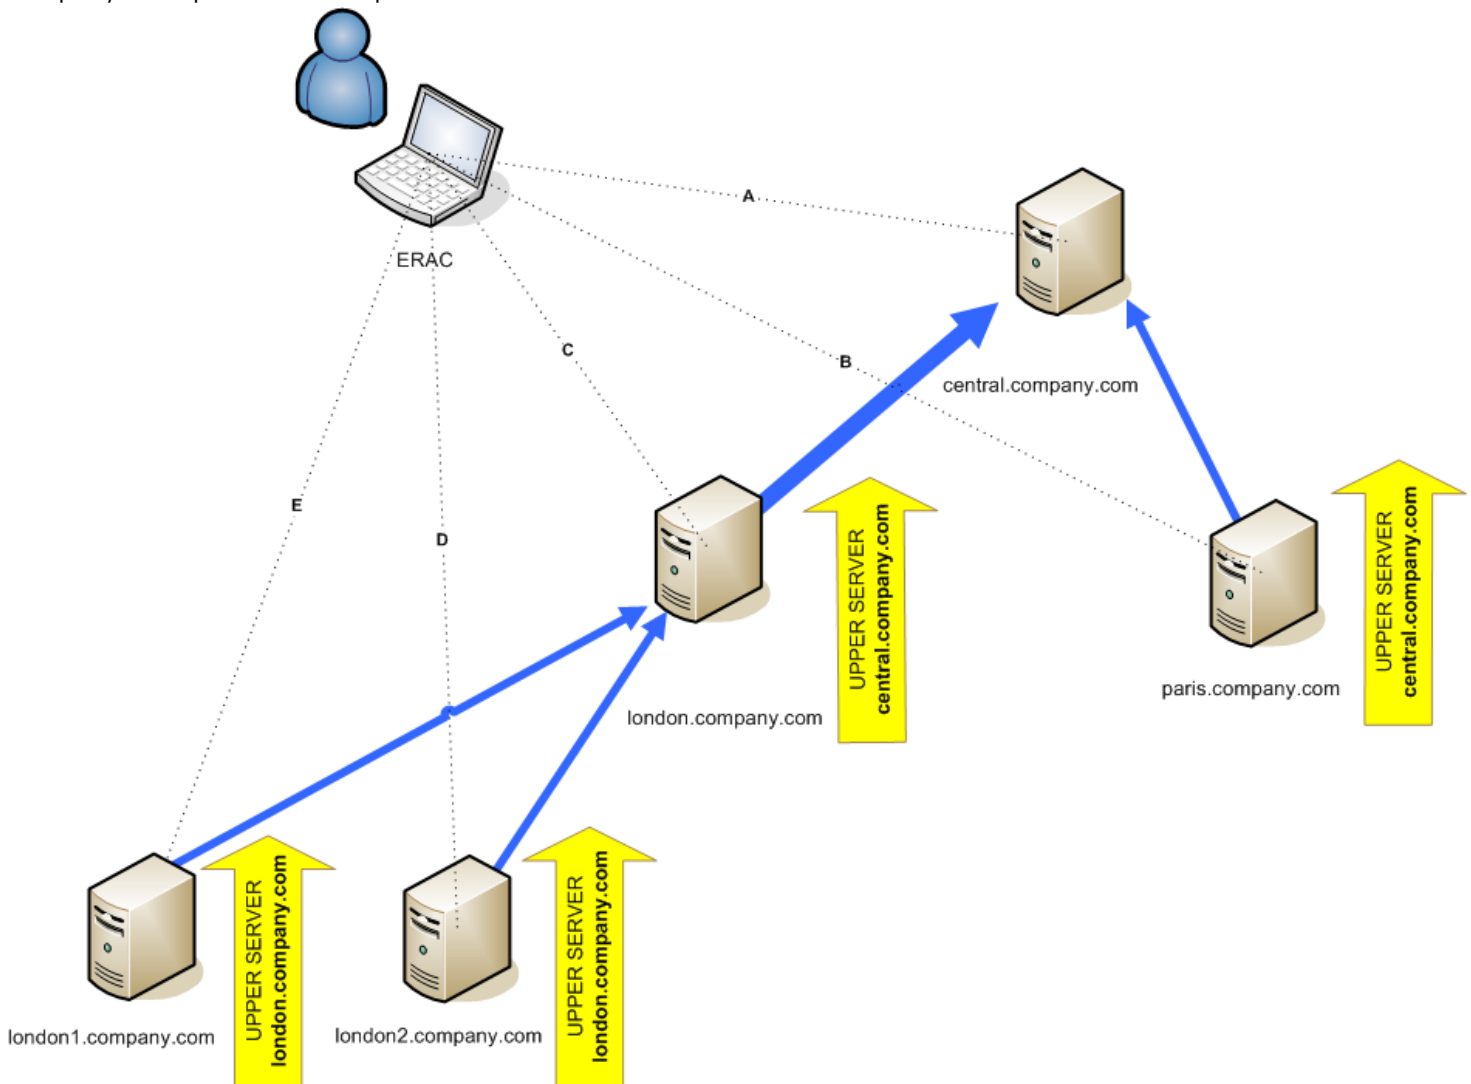 ERAC
A
B
C
D
E
central.company.com
UPPER SERVER
central.company.com
UPPER SERVER
central.company.com
london.company.com
paris.company.com
UPPER SERVER
london.company.com
UPPER SERVER
london.company.com
london1.company.com
london2.company.com